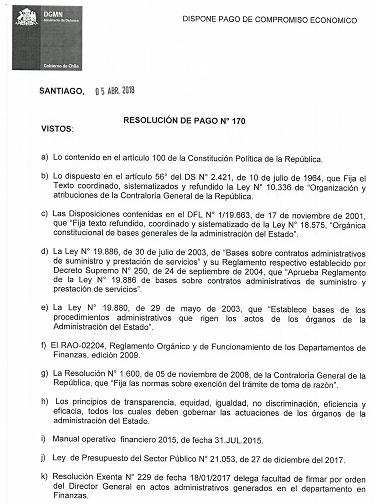 DGMN
Ministerio de Defensa
Gobierno de Chile
DISPONE PAGO DE COMPROMISO ECONOMICO
SANTIAGO, 05 ABR. 2018
RESOLUCIÓN DE PAGO N° 170
VISTOS:
a) Lo contenido en el artículo 100 de la Constitución Política de la República.
b) Lo dispuesto en el artículo 56° del DS N° 2.421, de 10 de julio de 1964, que Fija el
Texto coordinado, sistematizados y refundido la Ley N° 10.336 de "Organización y
atribuciones de la Contraloría General de la República.
c) Las Disposiciones contenidas en el DFL N° 1/19.663, de 17 de noviembre de 2001,
que "Fija texto refundido, coordinado y sistematizado de la Ley N° 18.575, "Orgánica
constitucional de bases generales de la administración del Estado".
d) La Ley N° 19.886, de 30 de julio de 2003, de "Bases sobre contratos administrativos
de suministro y prestación de servicios" y su Reglamento respectivo establecido por
Decreto Supremo N° 250, de 24 de septiembre de 2004, que "Aprueba Reglamento
de la Ley N° 19.886 de bases sobre contratos administrativos de suministro y
prestación de servicios".
e) La Ley N° 19.880, de 29 de mayo de 2003, que "Establece bases de los
procedimientos administrativos que rigen los actos de los órganos de la
Administración del Estado".
f) El RAO-02204, Reglamento Orgánico y de Funcionamiento de los Departamentos de
Finanzas, edición 2009.
g) La Resolución N° 1.600, de 05 de noviembre de 2008, de la Contraloría General de la
República, que "Fija las normas sobre exención del trámite de toma de razón".
h) Los principios de transparencia, equidad, igualdad, no discriminación, eficiencia y
eficacia, todos los cuales deben gobernar las actuaciones de los órganos de la
administración del Estado.
i) Manual operativo financiero 2015, de fecha 31.JUL.2015.
j) Ley de Presupuesto del Sector Público N° 21.053, de 27 de diciembre del 2017.
k) Resolución Exenta N° 229 de fecha 18/01/2017 delega facultad de firmar por orden
del Director General en actos administrativos generados en el departamento en
Finanzas.